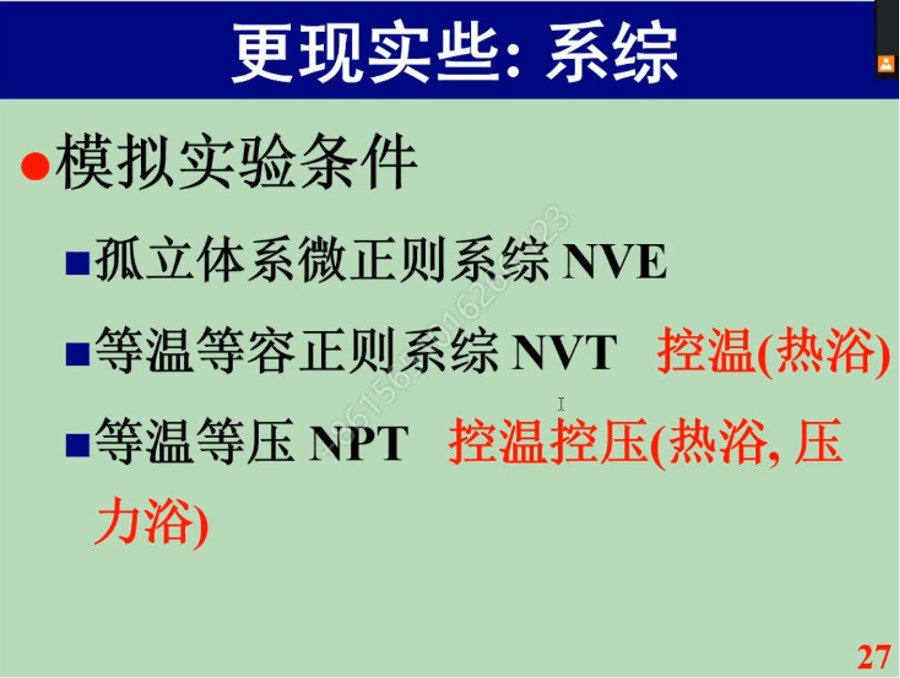 更现实些: 系综
●模拟实验条件
■孤立体系微正则系综 NVE
■等温等容正则系综 NVT 控温(热浴)
■等温等压 NPT 控温控压(热浴, 压
力浴)
27